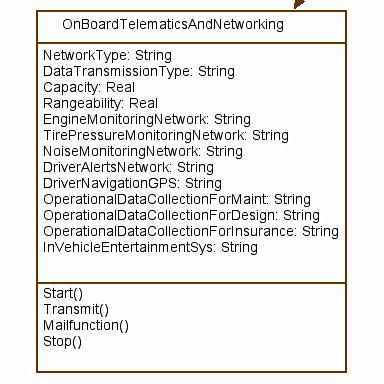 OnBoardTelematicsAndNetworking
NetworkType: String
DataTransmissionType: String
Capacity: Real
Rangeability: Real
EngineMonitoringNetwork: String
TirePressureMonitoringNetwork: String
NoiseMonitoringNetwork: String
DriverAlertsNetwork: String
DriverNavigationGPS: String
OperationalDataCollectionForMaint: String
OperationalDataCollectionForDesign: String
OperationalDataCollectionForInsurance: String
InVehicleEntertainmentSys: String
Start()
Transmit()
Mailfunction()
Stop()